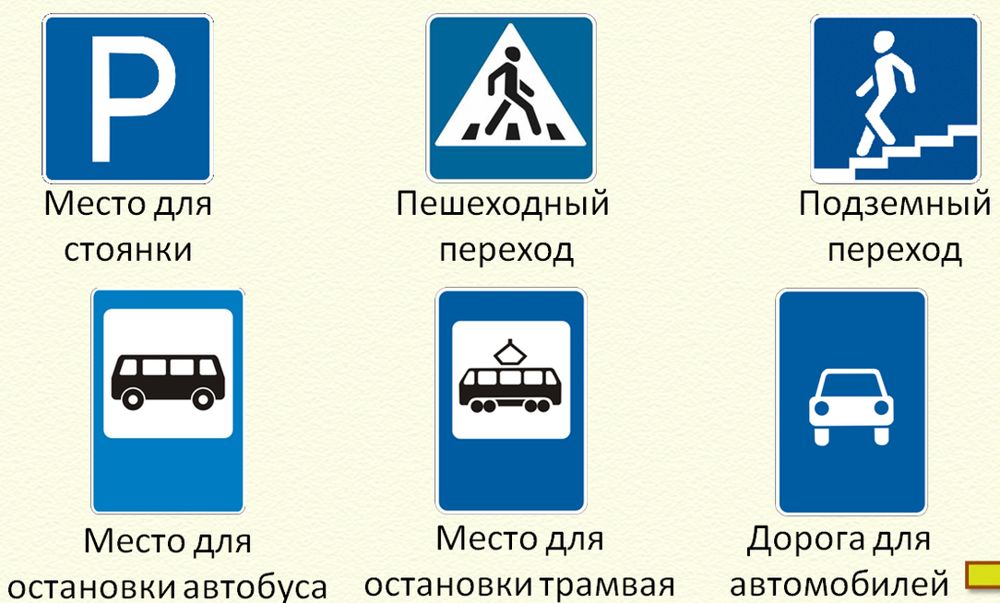 P
Место для
стоянки
Пешеходный
переход
Подземный
переход
Место для
остановки автобуса
Место для
остановки трамвая
Дорога для
автомобилей